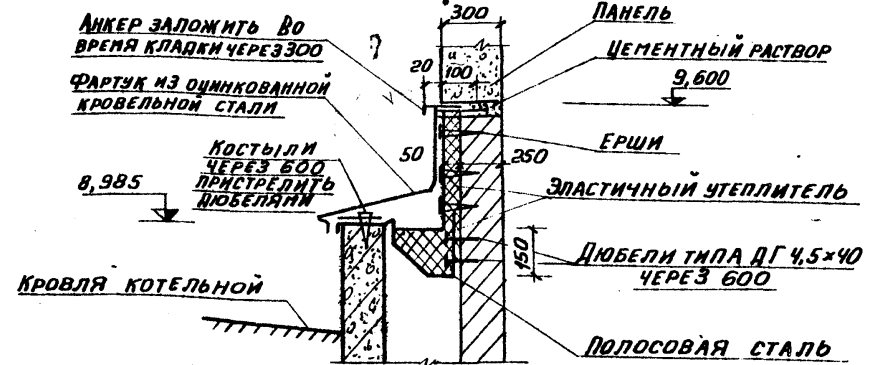 Анкер заложить во
время кладки через 300
Фартук из оцинкованной
кровельной стали
Костыли
через 600
пристрелить
дюбелями
8,985
Кровля котельной
300
20
100
50
250
150
Панель
Цементный раствор
9,600
Ерши
Эластичный утеплитель
Дюбели типа ДГ 4,5×40
через 600
Полосовая сталь